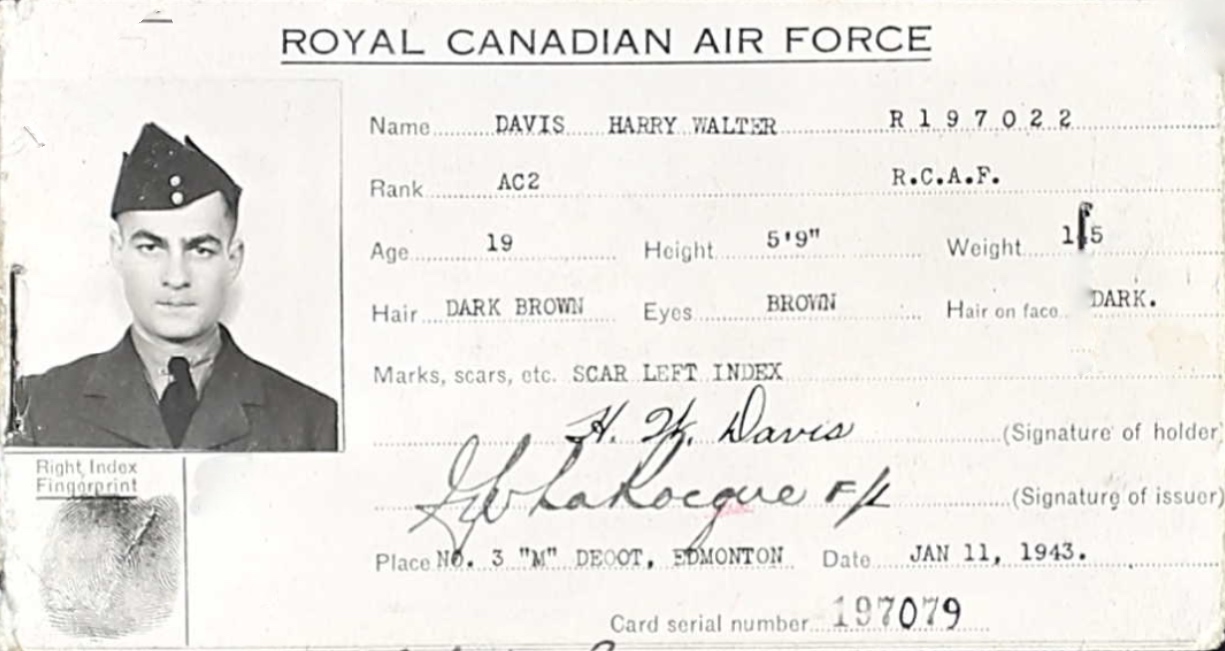 ROYAL CANADIAN AIR FORCE
Name DAVIS HARRY WALTER R197022
Rank AC2 R.C.A.F.
Age 19 Height 5'9" Weight
Hair DARK BROWN Eyes BROWN Hair on face DARK.
Marks, scars, etc. SCAR LEFT INDEX
H. W. Davis (Signature of holder)
LaRocque F/L (Signature of issuer)
Right Index
Fingerprint
Place NO. 3 "M" DEOOT, EDMONTON Date JAN 11, 1943.
Card serial number 197079